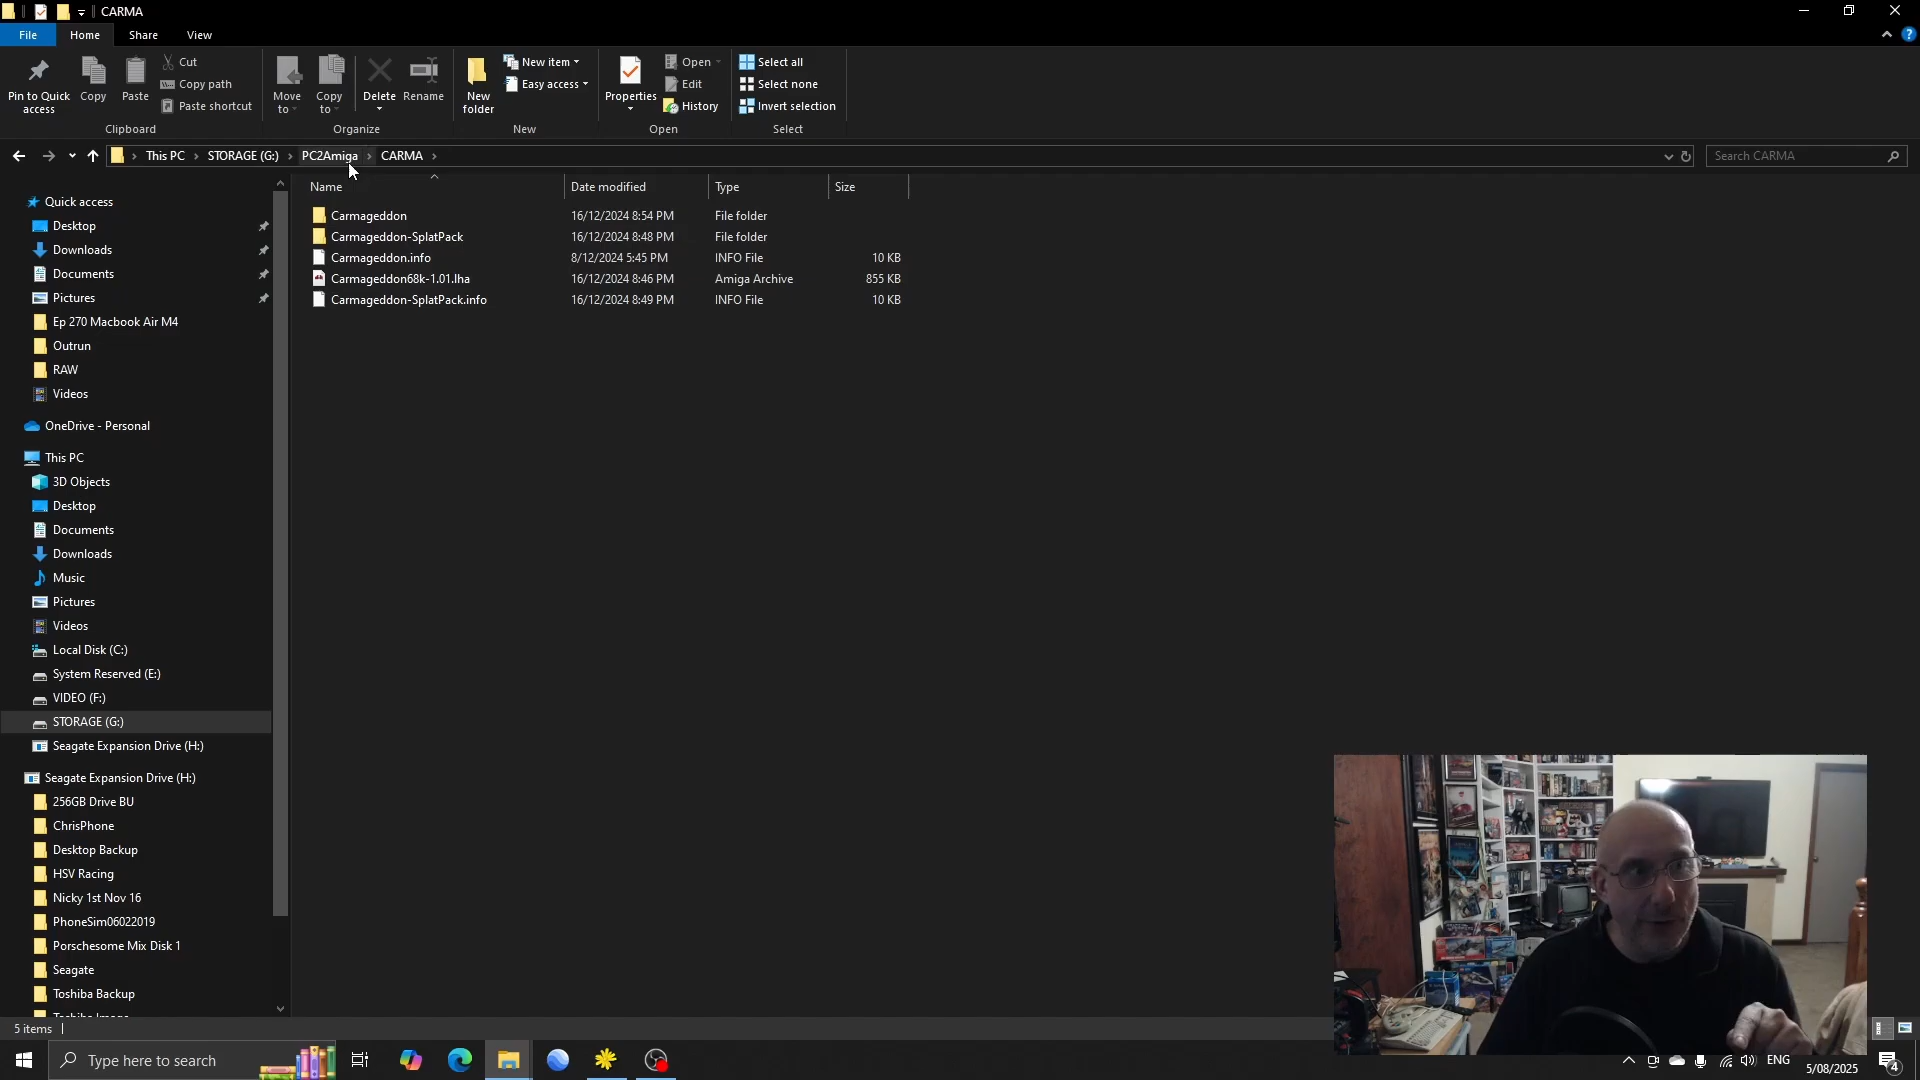 CARMA
File
Home
Share
View
Pin to Quick
access
Copy
Paste
Cut
Copy path
Paste shortcut
Clipboard
Move
to
Copy
to
Delete
Rename
Organize
New
folder
New item
Easy access
New
Properties
Open
Edit
History
Open
Select all
Select none
Invert selection
Select
This PC
STORAGE (G:)
PC2Amiga
CARMA
Search CARMA
Name
Date modified
Type
Size
Carmageddon 16/12/2024 8:54 PM File folder
Carmageddon-SplatPack 16/12/2024 8:48 PM File folder
Carmageddon.info 8/12/2024 5:45 PM INFO File 10 KB
Carmageddon68k-1.01.lha 16/12/2024 8:46 PM Amiga Archive 855 KB
Carmageddon-SplatPack.info 16/12/2024 8:49 PM INFO File 10 KB
Quick access
Desktop
Downloads
Documents
Pictures
Ep 270 Macbook Air M4
Outrun
RAW
Videos
OneDrive - Personal
This PC
3D Objects
Desktop
Documents
Downloads
Music
Pictures
Videos
Local Disk (C:)
System Reserved (E:)
VIDEO (F:)
STORAGE (G:)
Seagate Expansion Drive (H:)
Seagate Expansion Drive (H:)
256GB Drive BU
ChrisPhone
Desktop Backup
HSV Racing
Nicky 1st Nov 16
PhoneSim06022019
Porschesome Mix Disk 1
Seagate
Toshiba Backup
5 items
Type here to search
ENG
5/08/2025
4